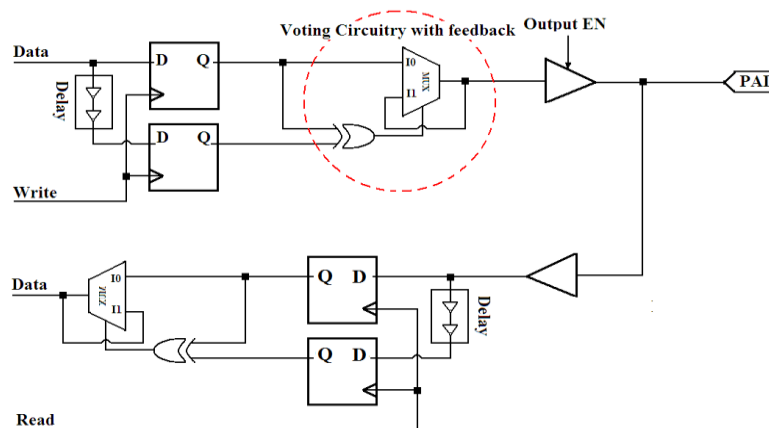 Voting Circuitry with feedback
Output EN
Data
D Q
I0
MUX
I1
Delay
PAD
D Q
Write
Data
I0
MUX
I1
Q D
Delay
Q D
Read